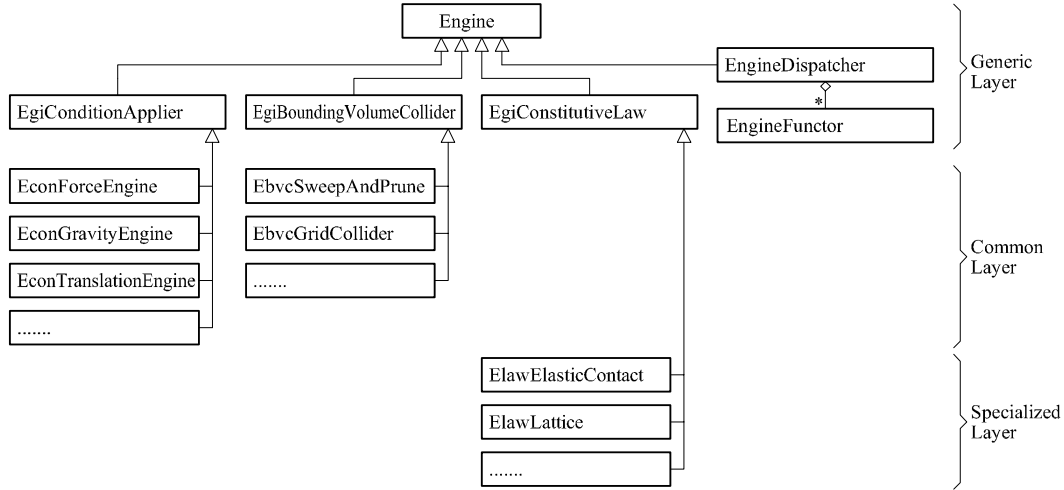 Engine
EngineDispatcher
Generic
Layer
*
EgiConditionApplier
EgiBoundingVolumeCollider
EgiConstitutiveLaw
EngineFunctor
EconForceEngine
EbvcSweepAndPrune
EconGravityEngine
EbvcGridCollider
Common
Layer
EconTranslationEngine
.......
.......
ElawElasticContact
ElawLattice
Specialized
Layer
.......